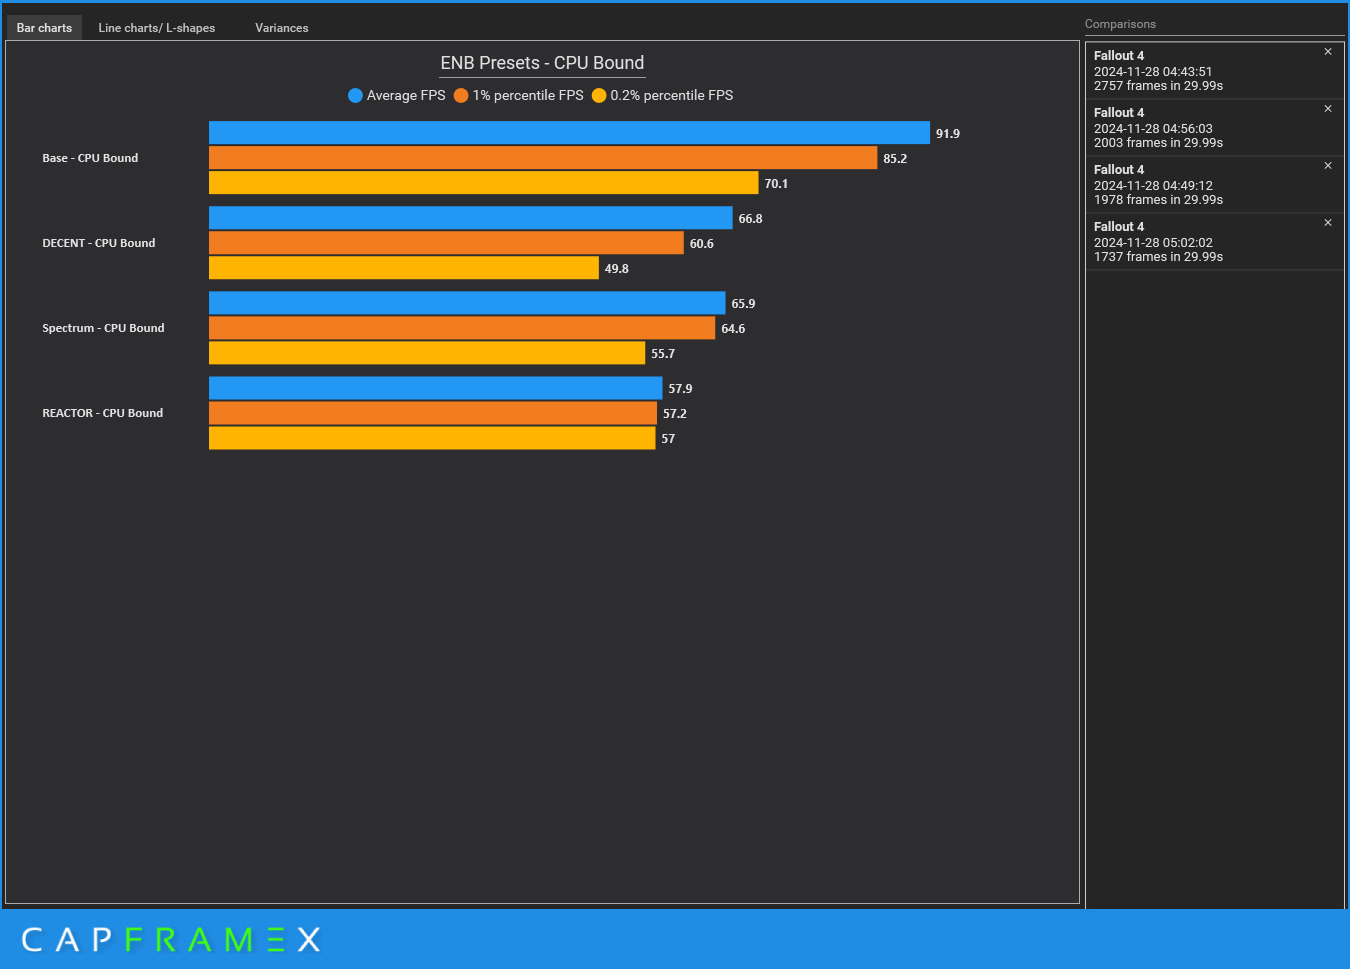 Bar charts
Line charts/ L-shapes
Variances
Comparisons
ENB Presets - CPU Bound
Average FPS
1% percentile FPS
0.2% percentile FPS
Base - CPU Bound
91.9
85.2
70.1
DECENT - CPU Bound
66.8
60.6
49.8
Spectrum - CPU Bound
65.9
64.6
55.7
REACTOR - CPU Bound
57.9
57.2
57
Fallout 4
2024-11-28 04:43:51
2757 frames in 29.99s
Fallout 4
2024-11-28 04:56:03
2003 frames in 29.99s
Fallout 4
2024-11-28 04:49:12
1978 frames in 29.99s
Fallout 4
2024-11-28 05:02:02
1737 frames in 29.99s
CAPFRAMEX